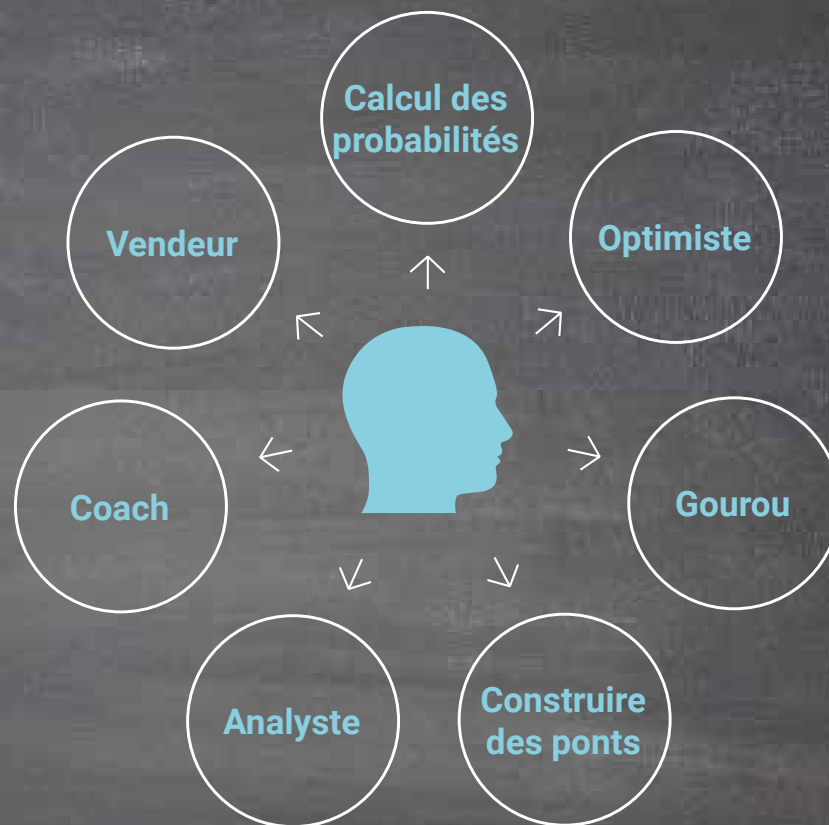 Calcul des
probabilités
Vendeur
Optimiste
Coach
Gourou
Analyste
Construire
des ponts